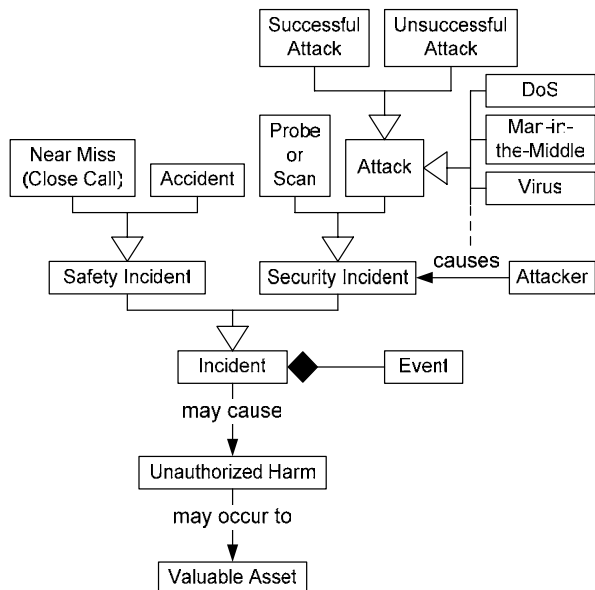 Successful
Attack
Unsuccessful
Attack
DoS
Man-in-
the-Middle
Virus
Probe
or
Scan
Attack
Near Miss
(Close Call)
Accident
causes
Safety Incident
Security Incident
Attacker
Incident
Event
may cause
Unauthorized Harm
may occur to
Valuable Asset